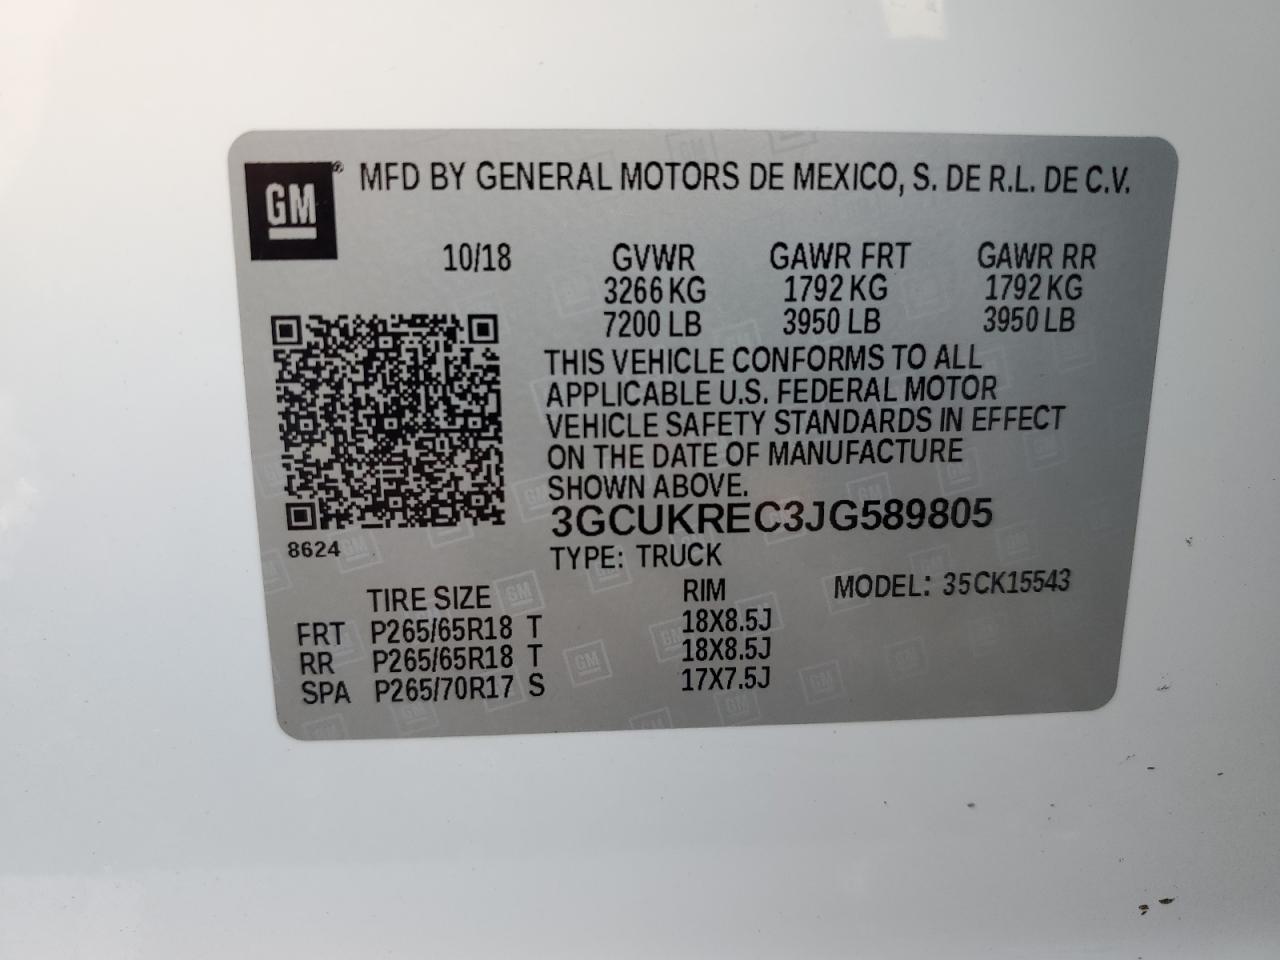 GM® MFD BY GENERAL MOTORS DE MEXICO, S. DE R.L. DE C.V.
10/18 GVWR GAWR FRT GAWR RR
3266 KG 1792 KG 1792 KG
7200 LB 3950 LB 3950 LB
THIS VEHICLE CONFORMS TO ALL
APPLICABLE U.S. FEDERAL MOTOR
VEHICLE SAFETY STANDARDS IN EFFECT
ON THE DATE OF MANUFACTURE
SHOWN ABOVE.
3GCUKREC3JG589805
8624
TYPE: TRUCK
TIRE SIZE RIM MODEL: 35CK15543
FRT P265/65R18 T 18X8.5J
RR P265/65R18 T 18X8.5J
SPA P265/70R17 S 17X7.5J